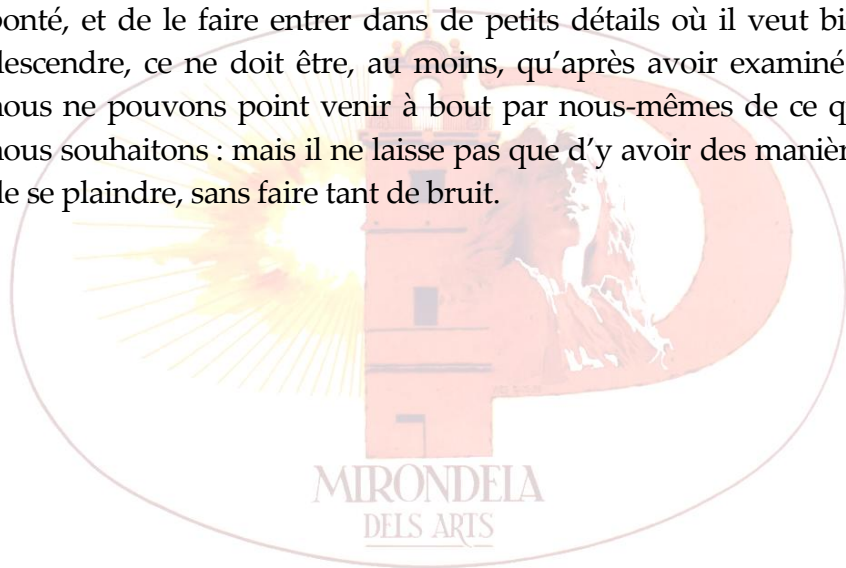 bonté, et de le faire entrer dans de petits détails où il veut bi
descendre, ce ne doit être, au moins, qu'après avoir examiné
nous ne pouvons point venir à bout par nous-mêmes de ce q
nous souhaitons : mais il ne laisse pas que d'y avoir des maniè
de se plaindre, sans faire tant de bruit.
MIRONDELA
DELS ARTS